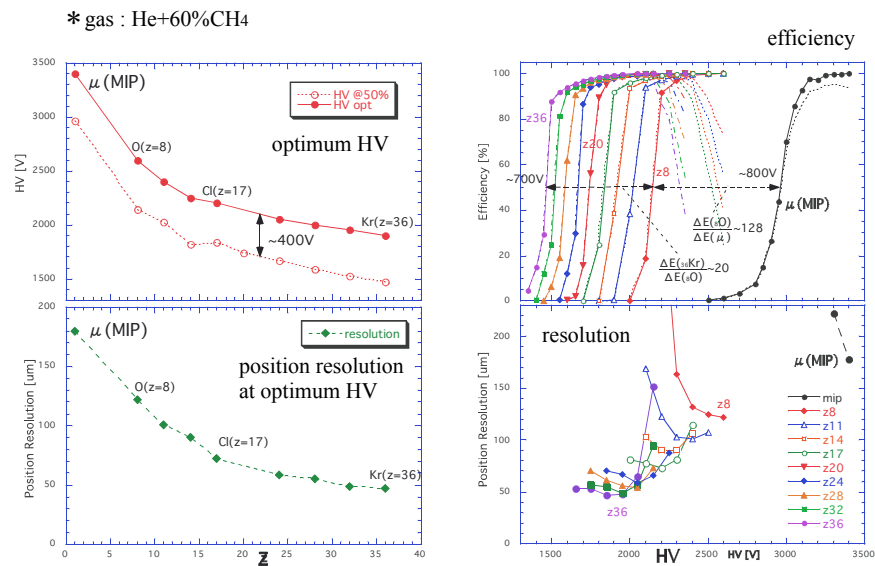 * gas : He+60%CH4
3500
3000
2500
2000
1500
HV [V]
μ (MIP)
HV @50%
HV opt
optimum HV
O(z=8)
Cl(z=17)
Kr(z=36)
~400V
200
150
100
50
0
Position Resolution [um]
μ (MIP)
resolution
position resolution
at optimum HV
O(z=8)
Cl(z=17)
Kr(z=36)
0 5 10 15 20 25 30 35 40
Z
efficiency
100
80
60
40
20
0
Efficiency [%]
z36
z20
z8
~700V
~800V
μ (MIP)
ΔE(₈O)
ΔE(μ)
~128
ΔE(₃₆Kr)
ΔE(₈O)
~20
resolution
200
150
100
50
0
Position Resolution [um]
μ (MIP)
z8
z36
mip
z8
z11
z14
z17
z20
z24
z28
z32
z36
1500 2000 2500 3000 3500
HV HV [V]